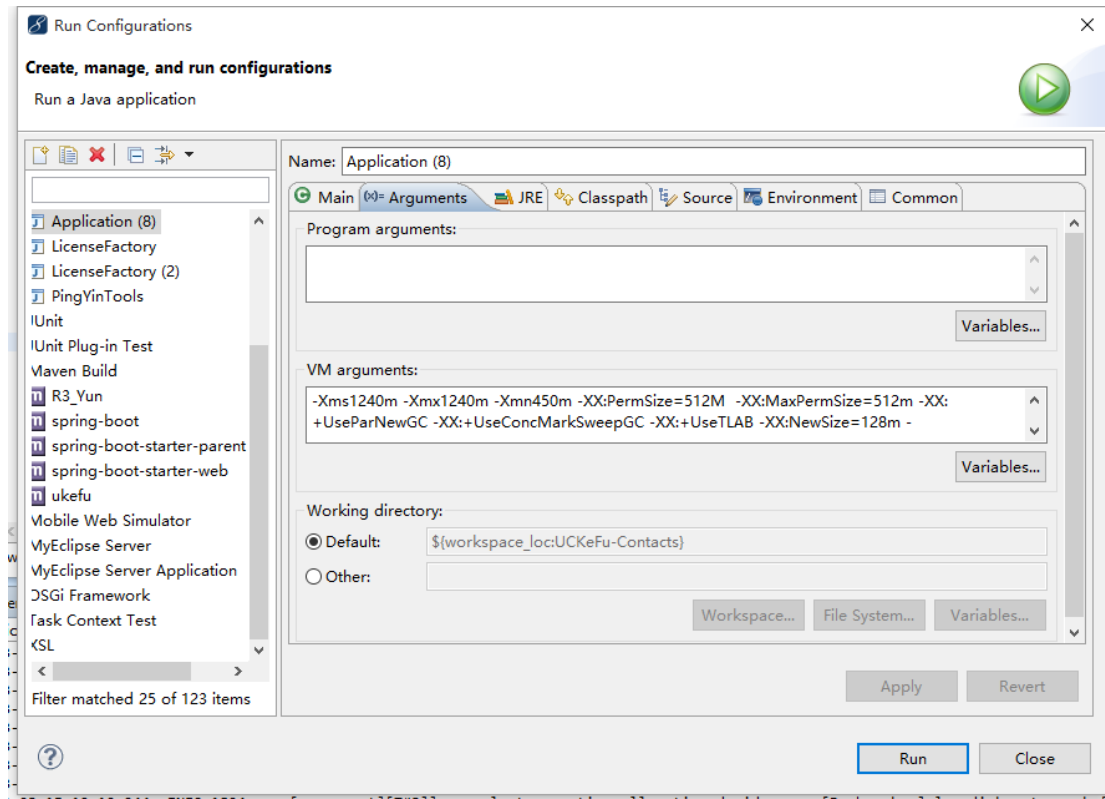 Run Configurations
Create, manage, and run configurations
Run a Java application
Name: Application (8)
Main (x)= Arguments JRE Classpath Source Environment Common
Application (8)
LicenseFactory
LicenseFactory (2)
PingYinTools
Unit
Unit Plug-in Test
Maven Build
R3_Yun
spring-boot
spring-boot-starter-parent
spring-boot-starter-web
ukefu
Mobile Web Simulator
MyEclipse Server
MyEclipse Server Application
OSGi Framework
Task Context Test
XSL
Filter matched 25 of 123 items
Program arguments:
Variables...
VM arguments:
-Xms1240m -Xmx1240m -Xmn450m -XX:PermSize=512M  -XX:MaxPermSize=512m -XX:
+UseParNewGC -XX:+UseConcMarkSweepGC -XX:+UseTLAB -XX:NewSize=128m -
Variables...
Working directory:
Default: ${workspace_loc:UCKeFu-Contacts}
Other:
Workspace... File System... Variables...
Apply Revert
Run Close